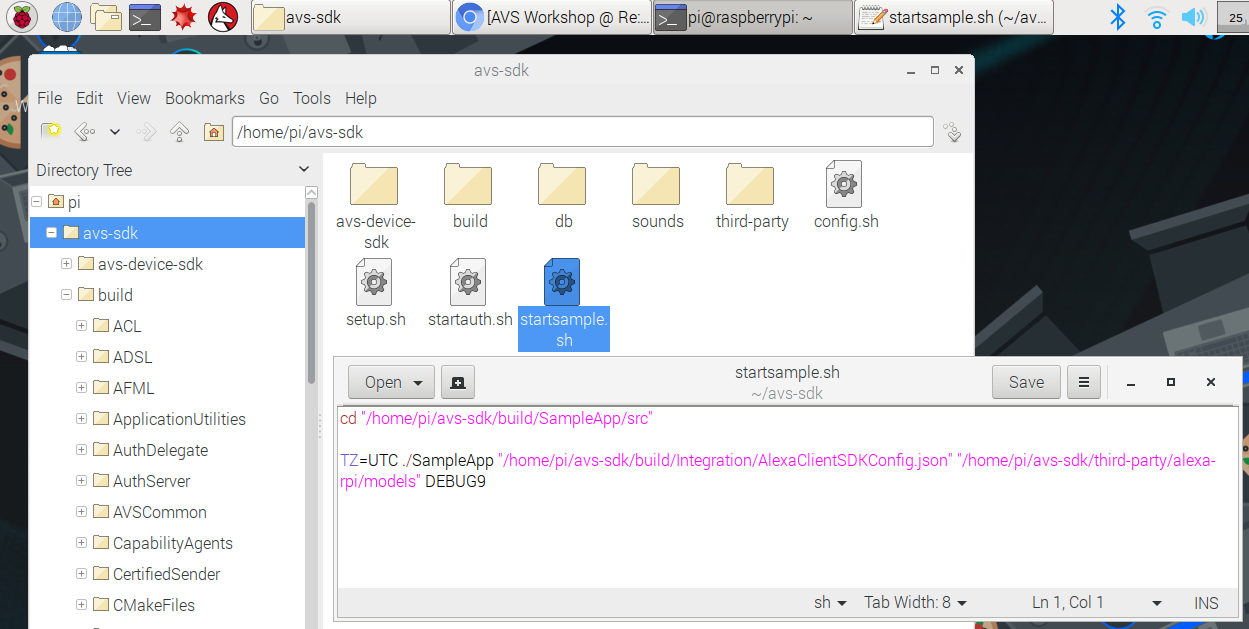 avs-sdk
[AVS Workshop @ Re:...
pi@raspberrypi: ~
startsample.sh (~/av...
25
avs-sdk
File Edit View Bookmarks Go Tools Help
/home/pi/avs-sdk
Directory Tree
pi
avs-sdk
avs-device-sdk
build
ACL
ADSL
AFML
ApplicationUtilities
AuthDelegate
AuthServer
AVSCommon
CapabilityAgents
CertifiedSender
CMakeFiles
avs-device-
sdk
build
db
sounds
third-party
config.sh
setup.sh
startauth.sh
startsample.
sh
Open
startsample.sh
~/avs-sdk
Save
cd "/home/pi/avs-sdk/build/SampleApp/src"
TZ=UTC ./SampleApp "/home/pi/avs-sdk/build/Integration/AlexaClientSDKConfig.json" "/home/pi/avs-sdk/third-party/alexa-
rpi/models" DEBUG9
sh Tab Width: 8 Ln 1, Col 1 INS